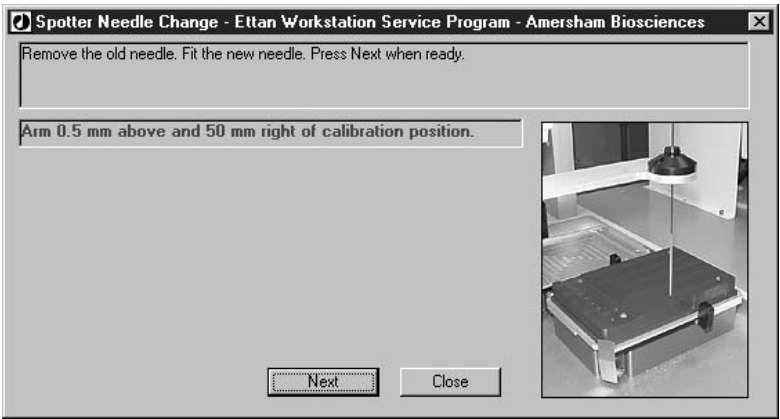 Spotter Needle Change - Ettan Workstation Service Program - Amersham Biosciences
Remove the old needle. Fit the new needle. Press Next when ready.
Arm 0.5 mm above and 50 mm right of calibration position.
Next Close